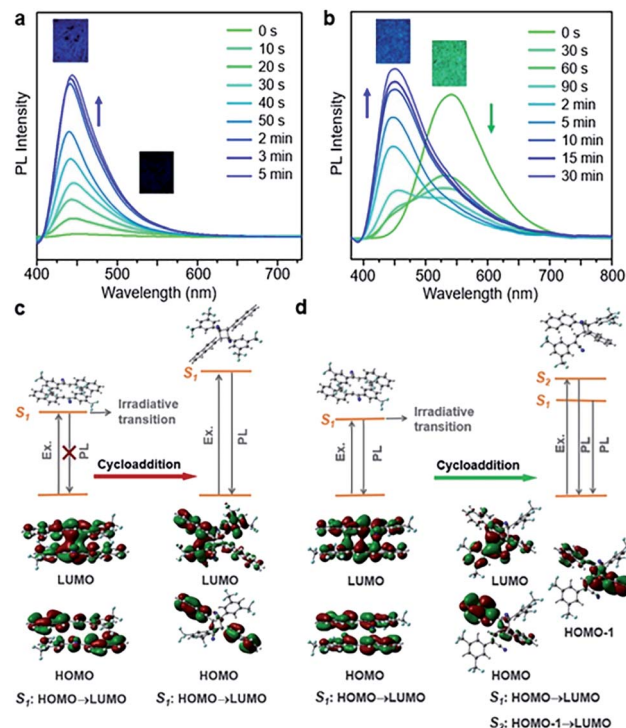 a
PL Intensity
0 s
10 s
20 s
30 s
40 s
50 s
2 min
3 min
5 min
400 500 600 700
Wavelength (nm)
b
PL Intensity
0 s
30 s
60 s
90 s
2 min
5 min
10 min
15 min
30 min
400 500 600 700 800
Wavelength (nm)
c
S1
Irradiative
transition
Ex.
PL
Cycloaddition
S1
Ex.
PL
LUMO
HOMO
S1: HOMO→LUMO
LUMO
HOMO
S1: HOMO→LUMO
d
S1
Irradiative
transition
Ex.
PL
Cycloaddition
S2
S1
Ex.
PL
PL
LUMO
HOMO
S1: HOMO→LUMO
LUMO
HOMO-1
HOMO
S1: HOMO→LUMO
S2: HOMO-1→LUMO